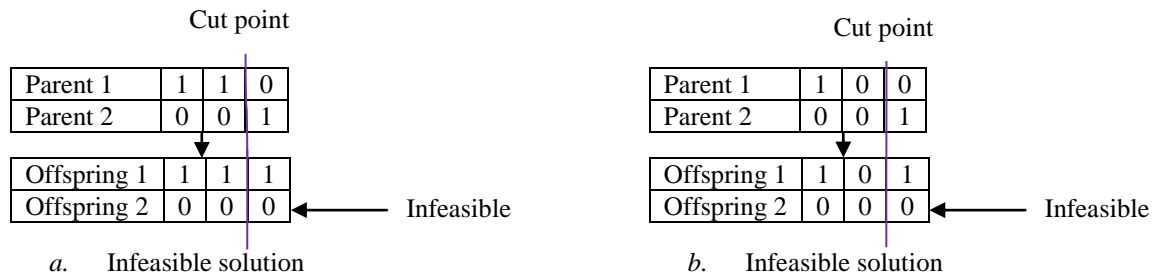 Cut point
Parent 1 1 1 0
Parent 2 0 0 1
Offspring 1 1 1 1
Offspring 2 0 0 0
Infeasible
a. Infeasible solution
Cut point
Parent 1 1 0 0
Parent 2 0 0 1
Offspring 1 1 0 1
Offspring 2 0 0 0
Infeasible
b. Infeasible solution